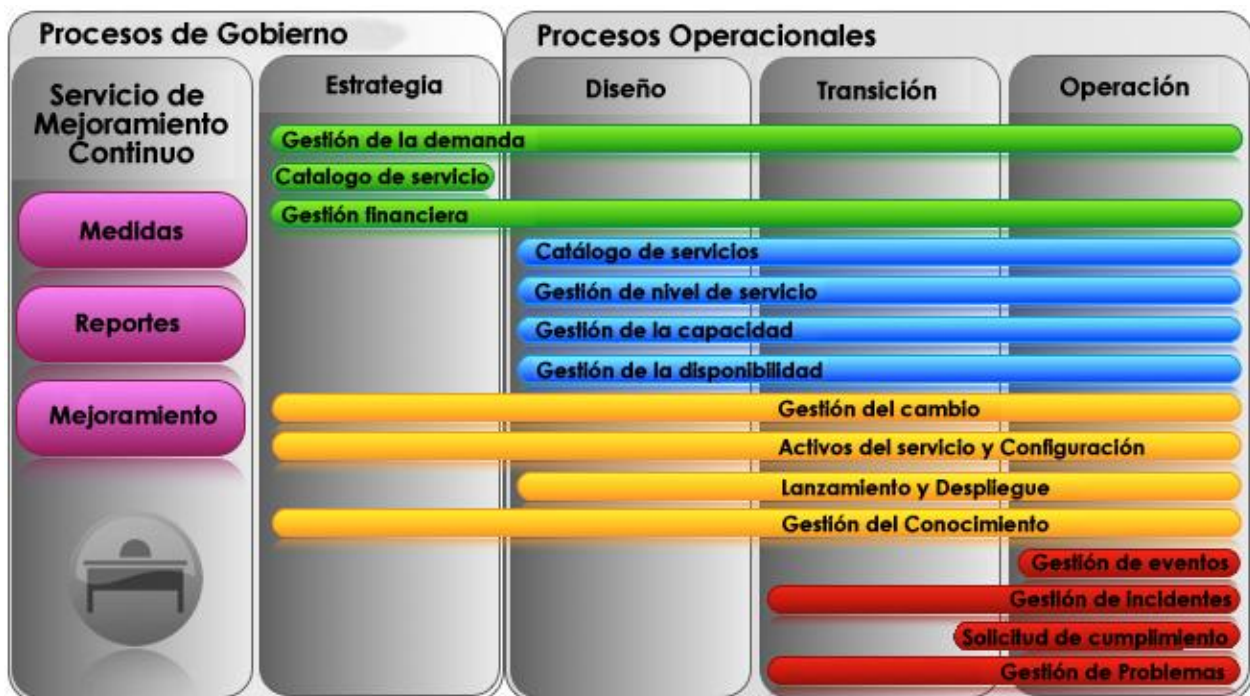 Procesos de Gobierno
Procesos Operacionales
Servicio de
Mejoramiento
Continuo
Estrategia
Diseño
Transición
Operación
Gestión de la demanda
Catalogo de servicio
Gestión financiera
Medidas
Catálogo de servicios
Gestión de nivel de servicio
Reportes
Gestión de la capacidad
Gestión de la disponibilidad
Mejoramiento
Gestión del cambio
Activos del servicio y Configuración
Lanzamiento y Despliegue
Gestión del Conocimiento
Gestión de eventos
Gestión de incidentes
Solicitud de cumplimiento
Gestión de Problemas